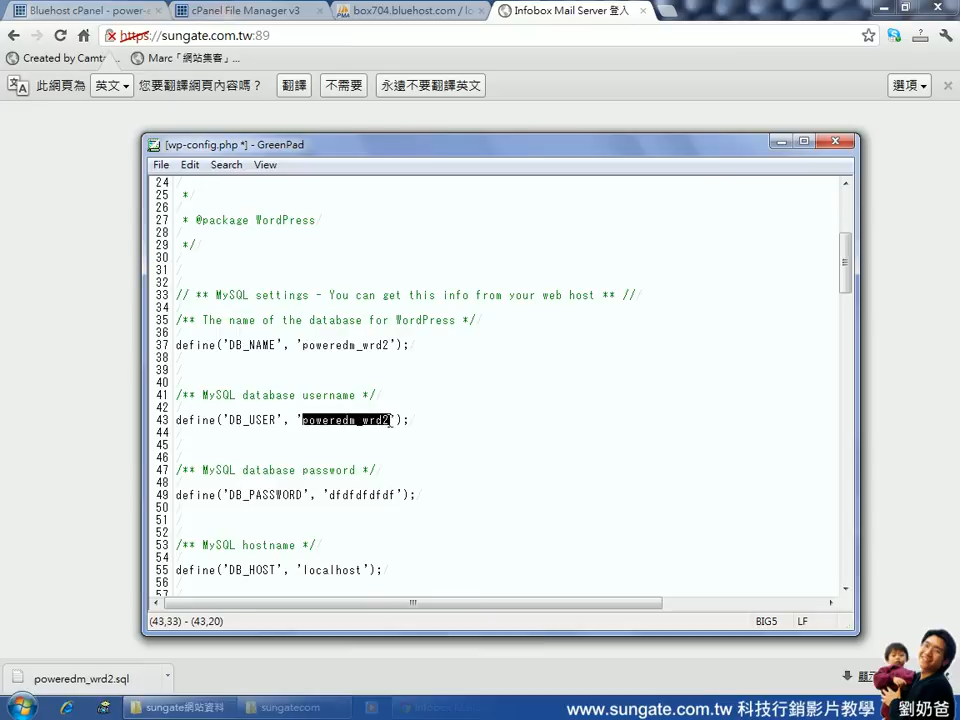 Bluehost cPanel - power-e
cPanel File Manager v3
box704.bluehost.com / lo
Infobox Mail Server 登入
https://sungate.com.tw:89
Created by Camt
Marc「網站集客」...
此網頁為 英文 您要翻譯網頁內容嗎? 翻譯 不需要 永遠不要翻譯英文 選項
[wp-config.php *] - GreenPad
File Edit Search View
24
25 *
26
27 * @package WordPress
28
29 */
30
31
32
33 // ** MySQL settings - You can get this info from your web host ** //
34
35 /** The name of the database for WordPress */
36
37 define('DB_NAME', 'poweredm_wrd2');
38
39
40
41 /** MySQL database username */
42
43 define('DB_USER', 'poweredm_wrd2');
44
45
46
47 /** MySQL database password */
48
49 define('DB_PASSWORD', 'dfdfdfdfdf');
50
51
52
53 /** MySQL hostname */
54
55 define('DB_HOST', 'localhost');
56
57
(43,33) - (43,20)
BIG5
LF
poweredm_wrd2.sql
sungate網站資料
sungatecom
www.sungate.com.tw 科技行銷影片教學
劉奶爸